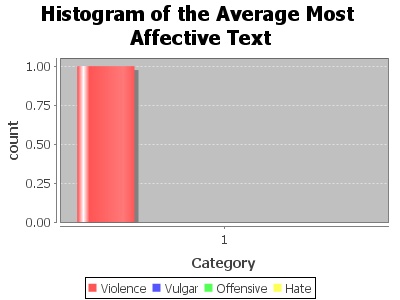 Histogram of the Average Most
Affective Text
1.00
0.75
0.50
0.25
0.00
count
1
Category
Violence Vulgar Offensive Hate